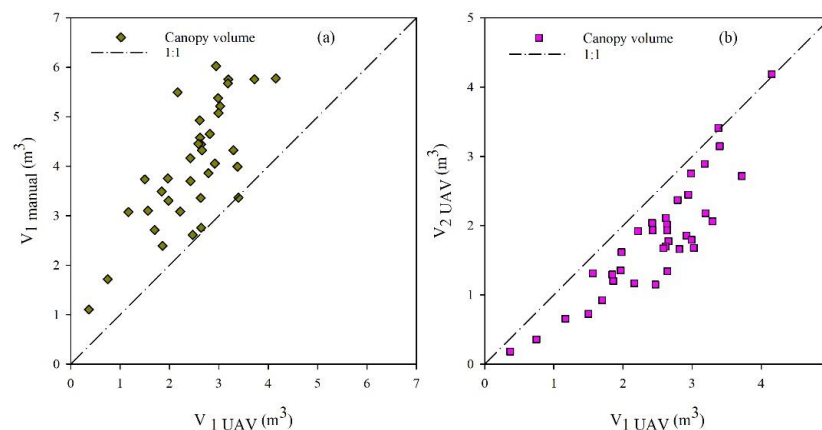 7
6
5
4
3
2
1
0
V1 manual (m³)
Canopy volume
1:1
(a)
0 1 2 3 4 5 6 7
V1 UAV (m³)
5
4
3
2
1
0
V2 UAV (m³)
Canopy volume
1:1
(b)
0 1 2 3 4
V1 UAV (m³)